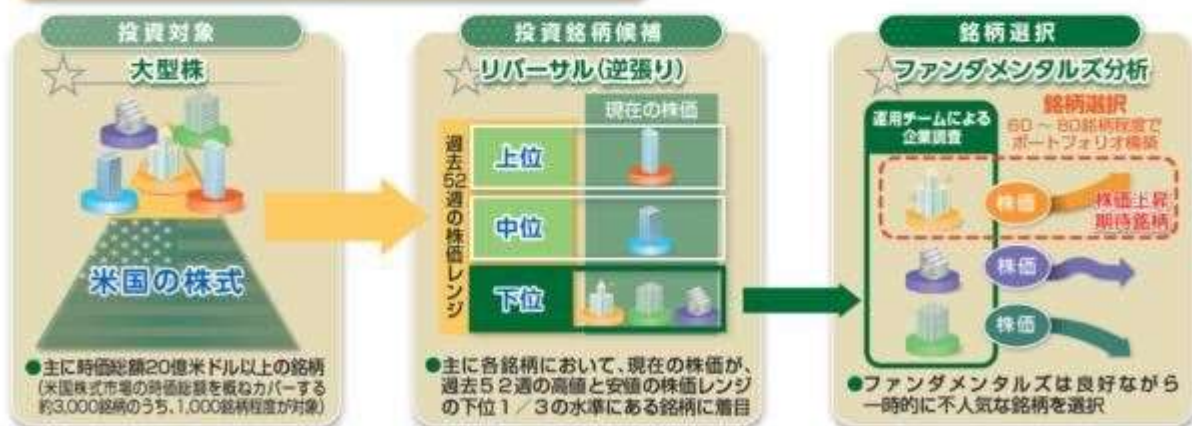 投資対象
大型株
米国の株式
●主に時価総額20億米ドル以上の銘柄
(米国株式市場の時価総額を概ねカバーする
約3,000銘柄のうち、1,000銘柄程度が対象)
投資銘柄候補
リバーサル(逆張り)
現在の株価
過去52週の株価レンジ
上位
中位
下位
●主に各銘柄において、現在の株価が、
過去52週の高値と安値の株価レンジ
の下位1/3の水準にある銘柄に着目
銘柄選択
ファンダメンタルズ分析
運用チームによる
企業調査
銘柄選択
60～80銘柄程度で
ポートフォリオ構築
株価
株価上昇
期待銘柄
株価
株価
●ファンダメンタルズは良好ながら
一時的に不人気な銘柄を選択